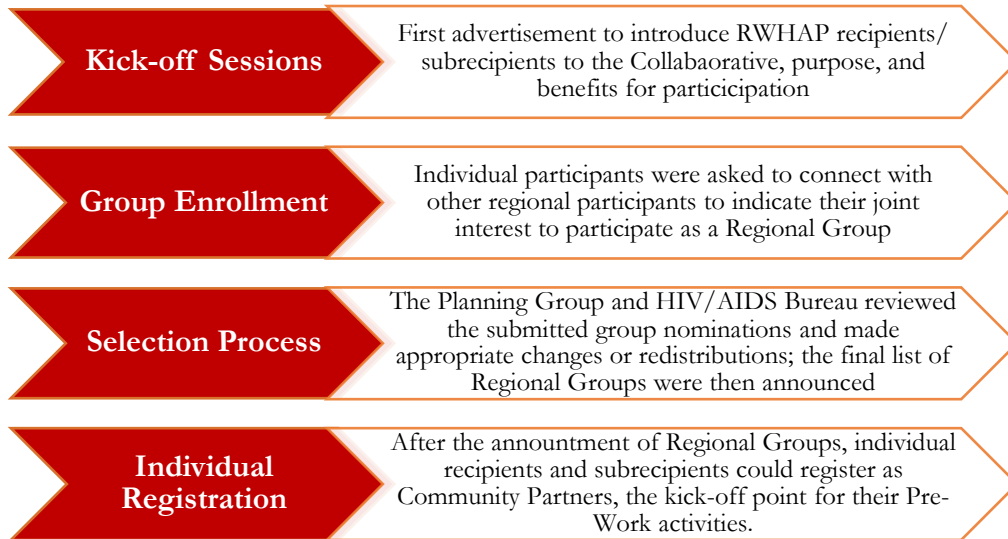 Kick-off Sessions
First advertisement to introduce RWHAP recipients/
subrecipients to the Collabaorative, purpose, and
benefits for particicipation
Group Enrollment
Individual participants were asked to connect with
other regional participants to indicate their joint
interest to participate as a Regional Group
Selection Process
The Planning Group and HIV/AIDS Bureau reviewed
the submitted group nominations and made
appropriate changes or redistributions; the final list of
Regional Groups were then announced
Individual
Registration
After the annountment of Regional Groups, individual
recipients and subrecipients could register as
Community Partners, the kick-off point for their Pre-
Work activities.